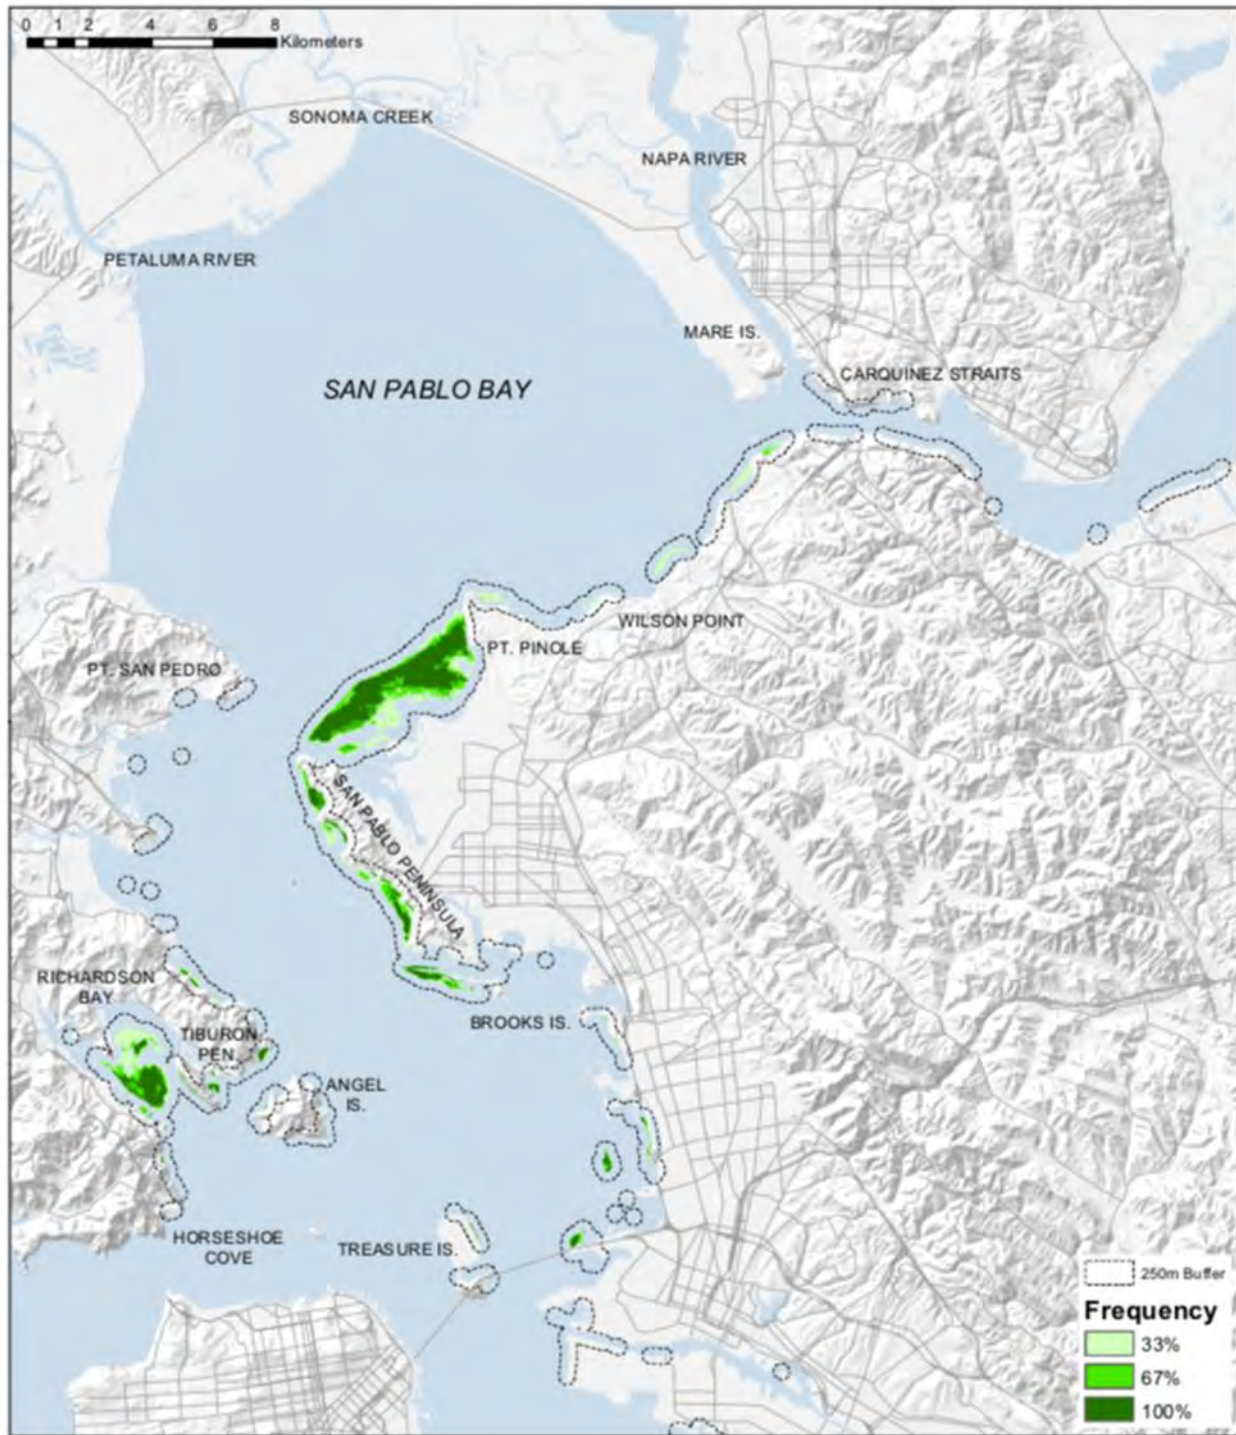 0 1 2 4 6 8
Kilometers
SONOMA CREEK
NAPA RIVER
PETALUMA RIVER
MARE IS.
CARQUINEZ STRAITS
SAN PABLO BAY
WILSON POINT
PT. PINOLE
PT. SAN PEDRO
SAN PABLO PENINSULA
RICHARDSON
BAY
TIBURON
PEN.
BROOKS IS.
ANGEL
IS.
HORSESHOE
COVE
TREASURE IS.
250m Buffer
Frequency
33%
67%
100%